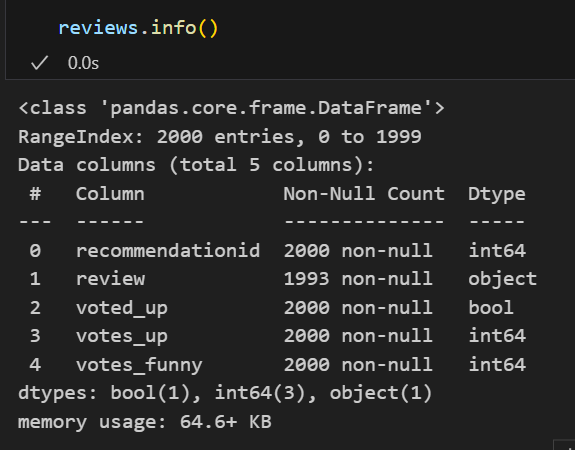 reviews.info()
0.0s
<class 'pandas.core.frame.DataFrame'>
RangeIndex: 2000 entries, 0 to 1999
Data columns (total 5 columns):
 #   Column            Non-Null Count  Dtype
---  ------            --------------  -----
 0   recommendationid  2000 non-null   int64
 1   review            1993 non-null   object
 2   voted_up          2000 non-null   bool
 3   votes_up          2000 non-null   int64
 4   votes_funny       2000 non-null   int64
dtypes: bool(1), int64(3), object(1)
memory usage: 64.6+ KB